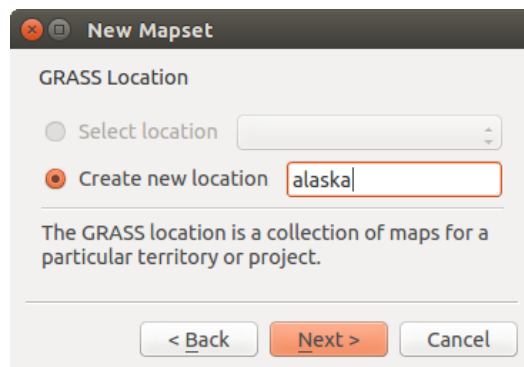 New Mapset
GRASS Location
Select location
Create new location alaska
The GRASS location is a collection of maps for a
particular territory or project.
< Back Next > Cancel